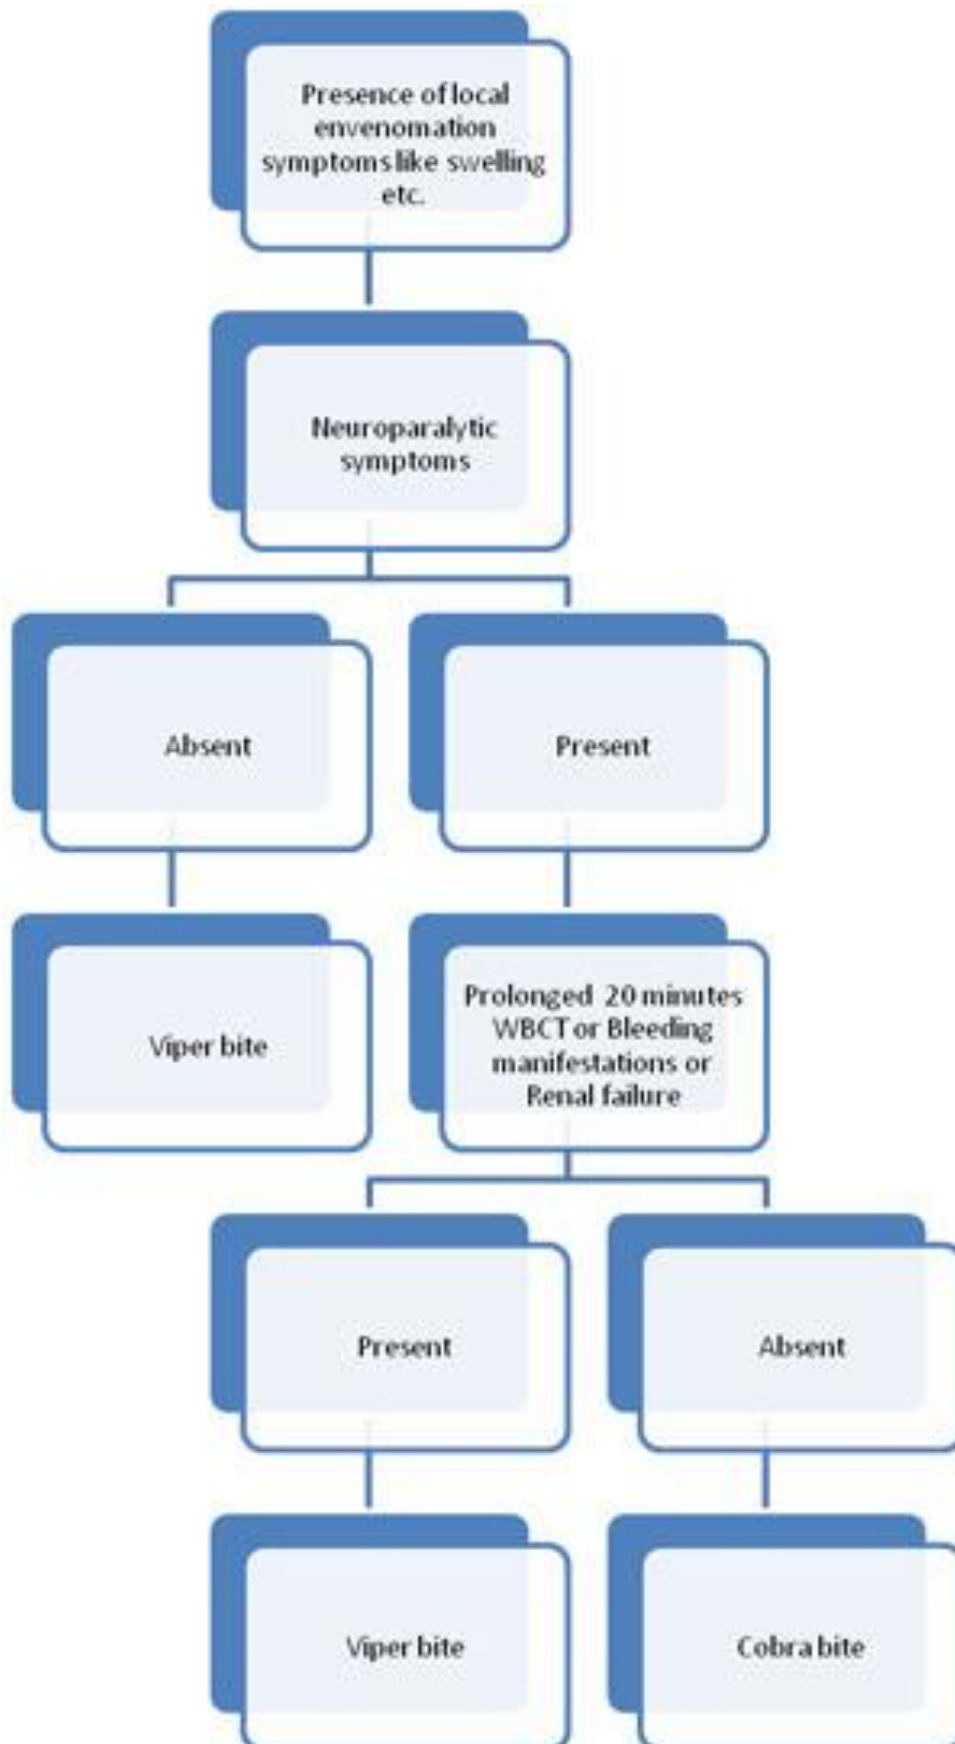 Presence of local
envenomation
symptoms like swelling
etc.
Neuroparalytic
symptoms
Absent
Present
Viper bite
Prolonged 20 minutes
WBCT or Bleeding
manifestations or
Renal failure
Present
Absent
Viper bite
Cobra bite